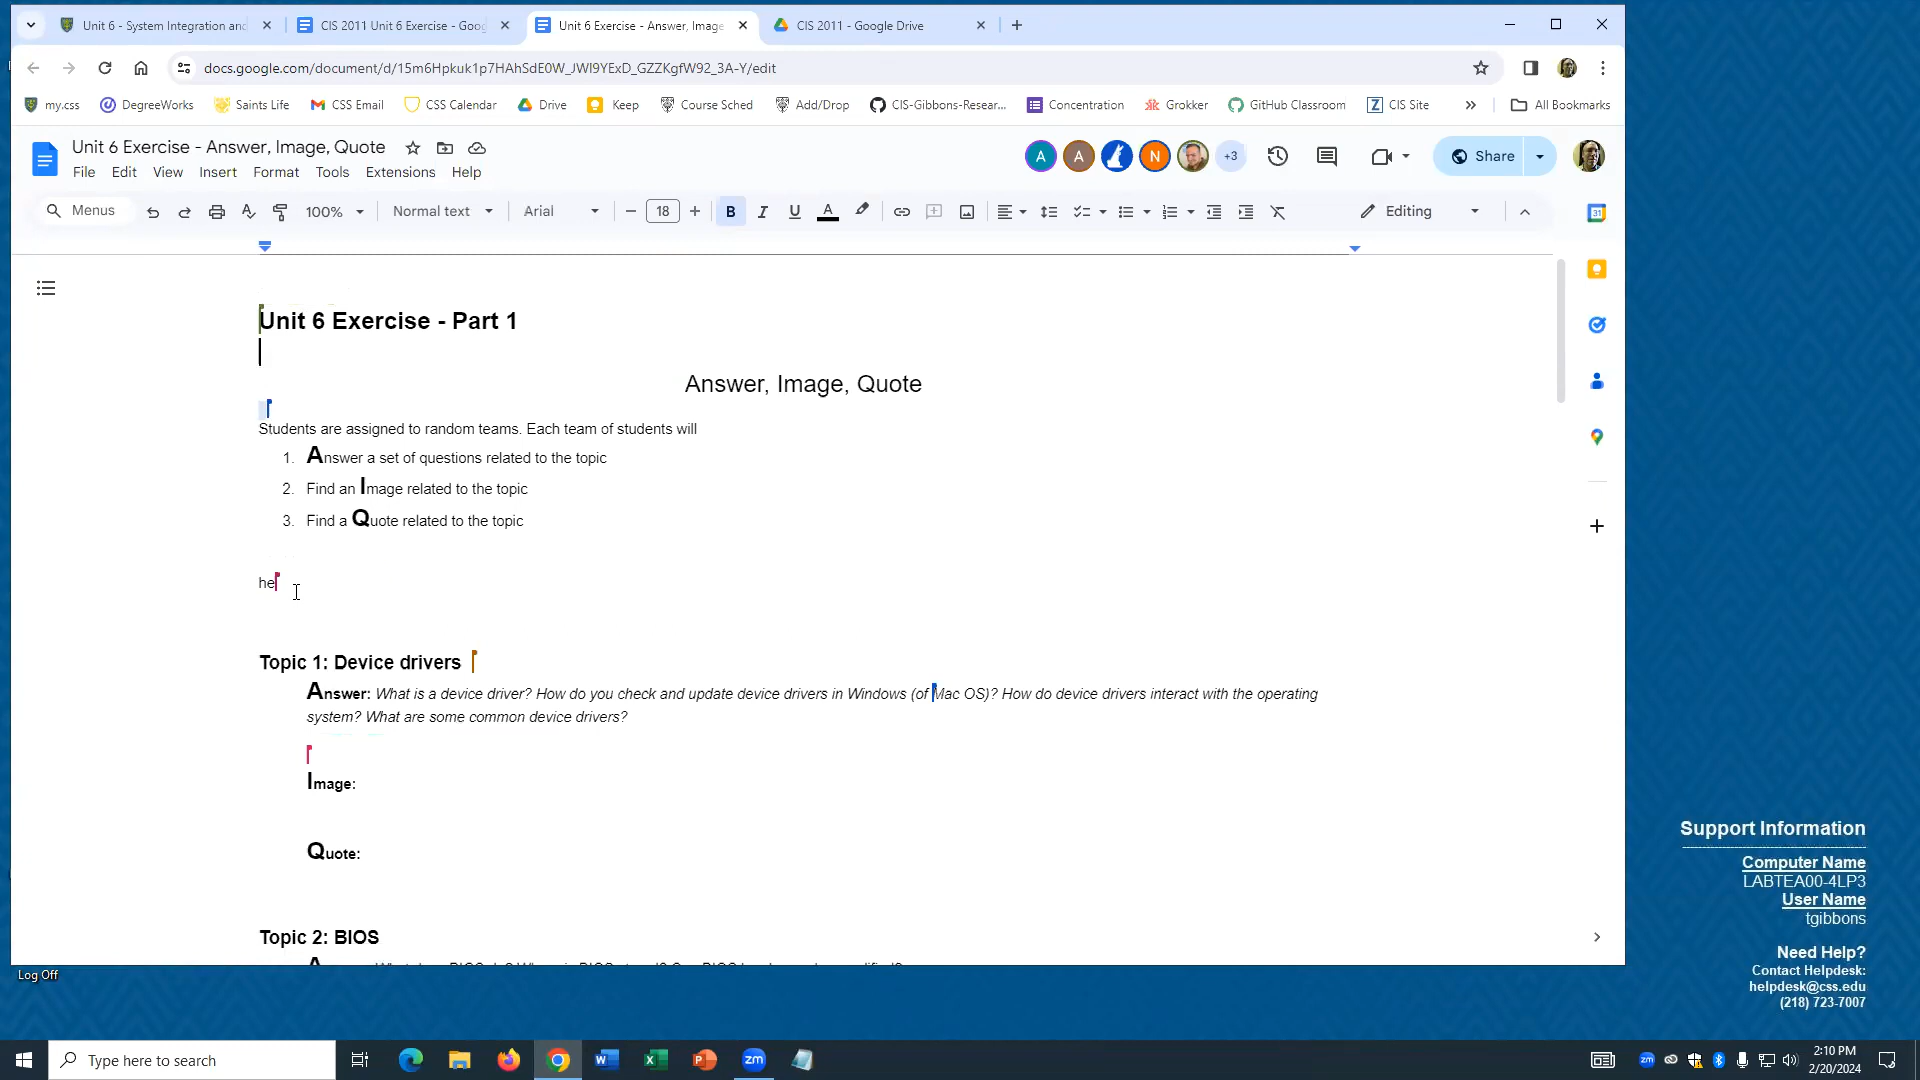 Unit 6 - System Integration and
CIS 2011 Unit 6 Exercise - Goog
Unit 6 Exercise - Answer, Image
CIS 2011 - Google Drive
docs.google.com/document/d/15m6Hpkuk1p7HAhSdE0W_JWI9YExD_GZZKgfW92_3A-Y/edit
my.css
DegreeWorks
Saints Life
CSS Email
CSS Calendar
Drive
Keep
Course Sched
Add/Drop
CIS-Gibbons-Resear...
Concentration
Grokker
GitHub Classroom
CIS Site
All Bookmarks
Unit 6 Exercise - Answer, Image, Quote
A A N +3
Share
File Edit View Insert Format Tools Extensions Help
Menus
100%
Normal text
Arial
18
B I U A
Editing
Unit 6 Exercise - Part 1
Answer, Image, Quote
Students are assigned to random teams. Each team of students will
1. Answer a set of questions related to the topic
2. Find an Image related to the topic
3. Find a Quote related to the topic
he
Topic 1: Device drivers
Answer: What is a device driver? How do you check and update device drivers in Windows (of Mac OS)? How do device drivers interact with the operating
system? What are some common device drivers?
Image:
Quote:
Topic 2: BIOS
Support Information
Computer Name
LABTEA00-4LP3
User Name
tgibbons
Need Help?
Contact Helpdesk:
helpdesk@css.edu
(218) 723-7007
Log Off
Type here to search
zm
2:10 PM
2/20/2024